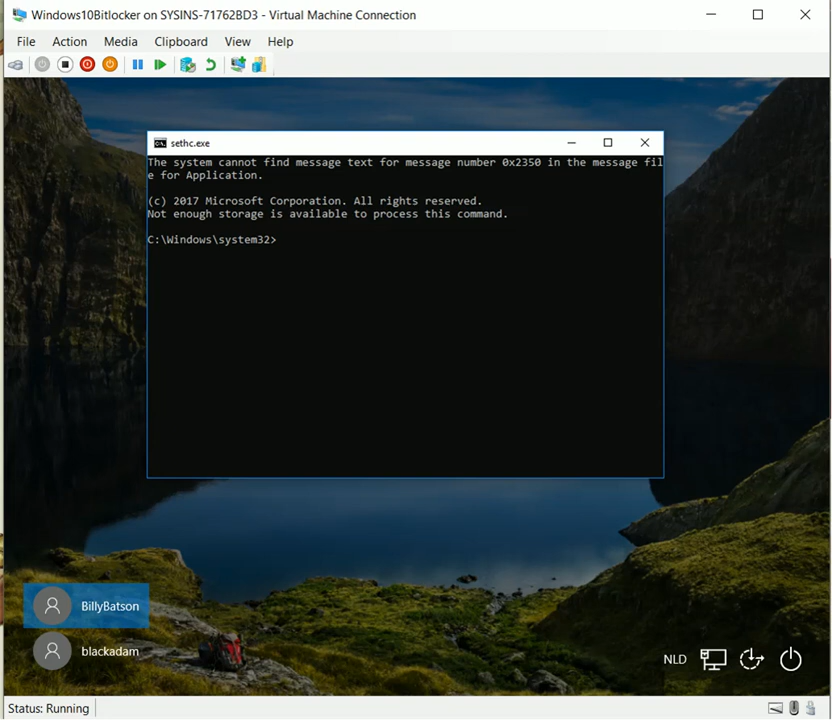 Windows10Bitlocker on SYSINS-71762BD3 - Virtual Machine Connection
File Action Media Clipboard View Help
sethc.exe
The system cannot find message text for message number 0x2350 in the message fil
e for Application.
(c) 2017 Microsoft Corporation. All rights reserved.
Not enough storage is available to process this command.
C:\Windows\system32>
BillyBatson
blackadam
NLD
Status: Running